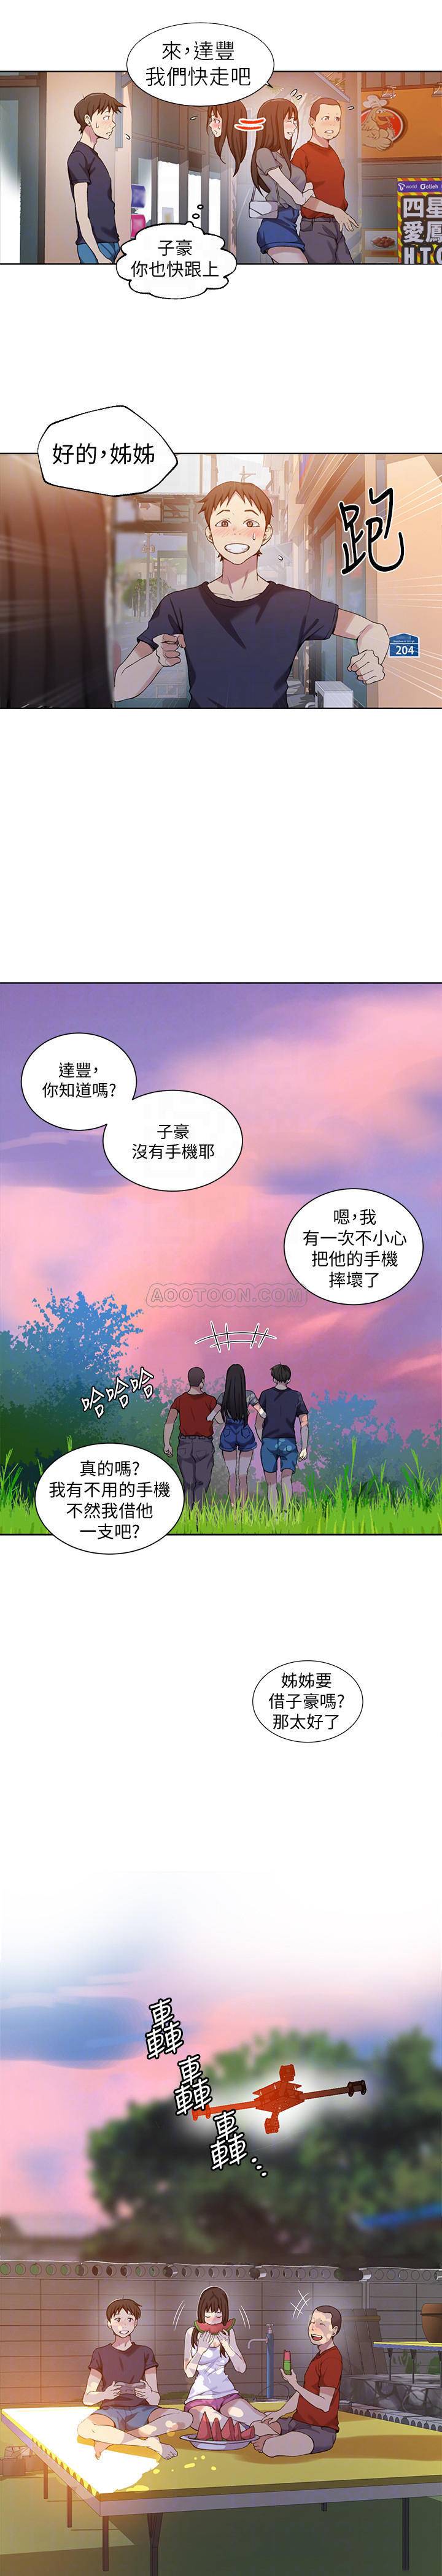 來,達豐
我們快走吧
world
Qollah
四星
愛鳳
HTC
子豪
你也快跟上
好的,姊姊
跑
204
達豐,
你知道嗎?
子豪
沒有手機耶
嗯,我
有一次不小心
把他的手機
摔壞了
AOOTOON
哈哈哈
真的嗎?
我有不用的手機
不然我借他
一支吧?
姊姊要
借子豪嗎?
那太好了
轟轟
轟轟
轟轟...